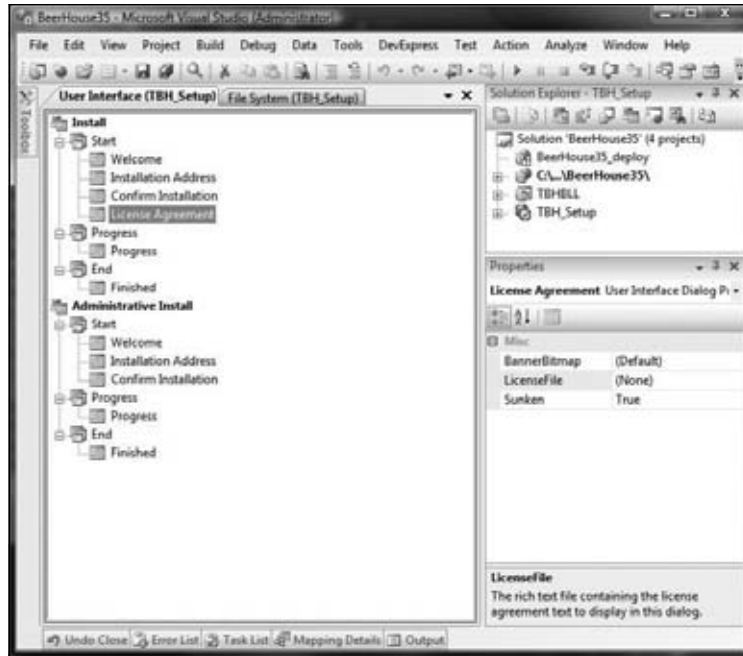 BeerHouse35 - Microsoft Visual Studio (Administrator)
File Edit View Project Build Debug Data Tools DevExpress Test Action Analyze Window Help
Toolbox
User Interface (TBH_Setup) File System (TBH_Setup)
Install
Start
Welcome
Installation Address
Confirm Installation
License Agreement
Progress
Progress
End
Finished
Administrative Install
Start
Welcome
Installation Address
Confirm Installation
Progress
Progress
End
Finished
Solution Explorer - TBH_Setup
Solution 'BeerHouse35' (4 projects)
BeerHouse35_deploy
C:\...\BeerHouse35\
TBHBLL
TBH_Setup
Properties
License Agreement User Interface Dialog Pr
Misc
BannerBitmap (Default)
LicenseFile (None)
Sunken True
LicenseFile
The rich text file containing the license
agreement text to display in this dialog.
Undo Close Error List Task List Mapping Details Output